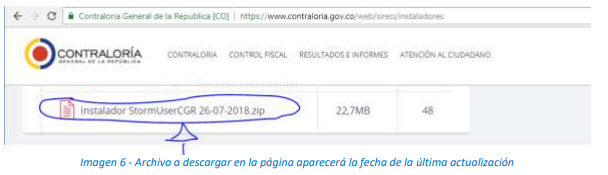 Contraloria General de la Republica [CO] | https://www.contraloria.gov.co/web/sireci/instaladores
CONTRALORÍA
GENERAL DE LA REPÚBLICA
CONTRALORIA CONTROL FISCAL RESULTADOS E INFORMES ATENCIÓN AL CIUDADANO
Instalador StormUserCGR 26-07-2018.zip 22,7MB 48
Imagen 6 - Archivo a descargar en la página aparecerá la fecha de la última actualización